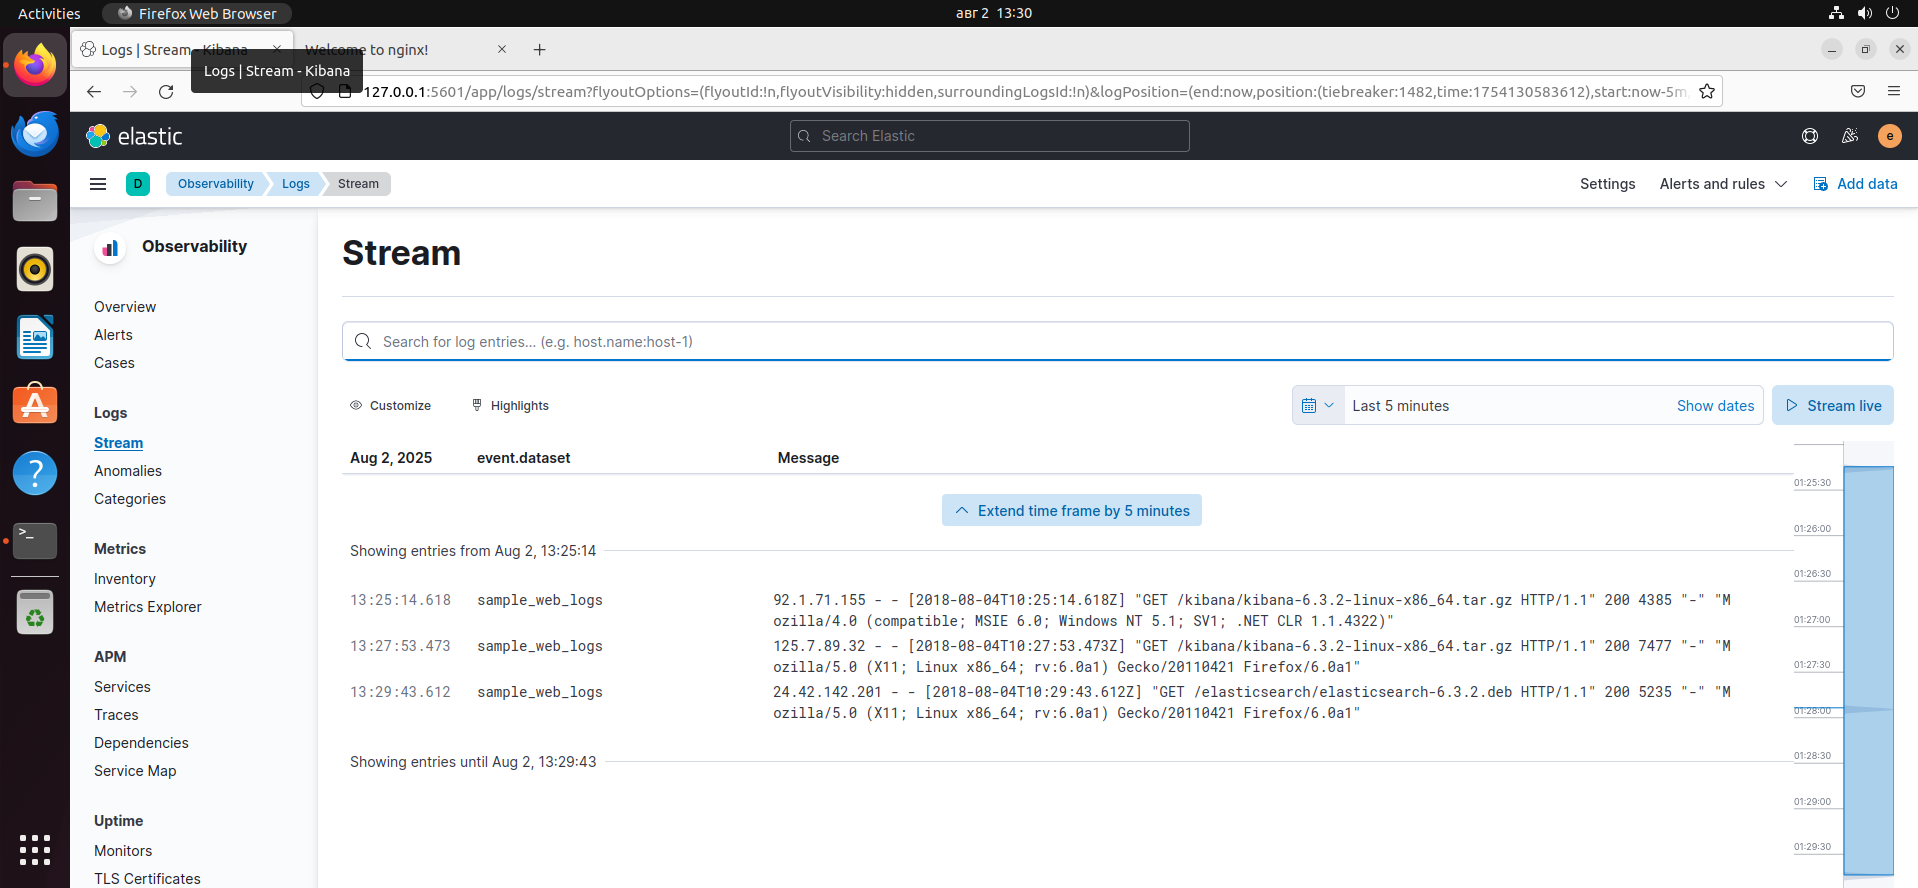 Activities
Firefox Web Browser
авг 2 13:30
Logs | Stream - Kibana
Welcome to nginx!
Logs | Stream - Kibana
127.0.0.1:5601/app/logs/stream?flyoutOptions=(flyoutId:!n,flyoutVisibility:hidden,surroundingLogsId:!n)&logPosition=(end:now,position:(tiebreaker:1482,time:1754130583612),start:now-5m,
elastic
Search Elastic
e
D
Observability
Logs
Stream
Settings
Alerts and rules
Add data
Observability
Overview
Alerts
Cases
Logs
Stream
Anomalies
Categories
Metrics
Inventory
Metrics Explorer
APM
Services
Traces
Dependencies
Service Map
Uptime
Monitors
TLS Certificates
Stream
Search for log entries... (e.g. host.name:host-1)
Customize
Highlights
Last 5 minutes
Show dates
Stream live
Aug 2, 2025 event.dataset Message
Extend time frame by 5 minutes
Showing entries from Aug 2, 13:25:14
13:25:14.618 sample_web_logs 92.1.71.155 - - [2018-08-04T10:25:14.618Z] "GET /kibana/kibana-6.3.2-linux-x86_64.tar.gz HTTP/1.1" 200 4385 "-" "M
ozilla/4.0 (compatible; MSIE 6.0; Windows NT 5.1; SV1; .NET CLR 1.1.4322)"
13:27:53.473 sample_web_logs 125.7.89.32 - - [2018-08-04T10:27:53.473Z] "GET /kibana/kibana-6.3.2-linux-x86_64.tar.gz HTTP/1.1" 200 7477 "-" "M
ozilla/5.0 (X11; Linux x86_64; rv:6.0a1) Gecko/20110421 Firefox/6.0a1"
13:29:43.612 sample_web_logs 24.42.142.201 - - [2018-08-04T10:29:43.612Z] "GET /elasticsearch/elasticsearch-6.3.2.deb HTTP/1.1" 200 5235 "-" "M
ozilla/5.0 (X11; Linux x86_64; rv:6.0a1) Gecko/20110421 Firefox/6.0a1"
Showing entries until Aug 2, 13:29:43
01:25:30
01:26:00
01:26:30
01:27:00
01:27:30
01:28:00
01:28:30
01:29:00
01:29:30